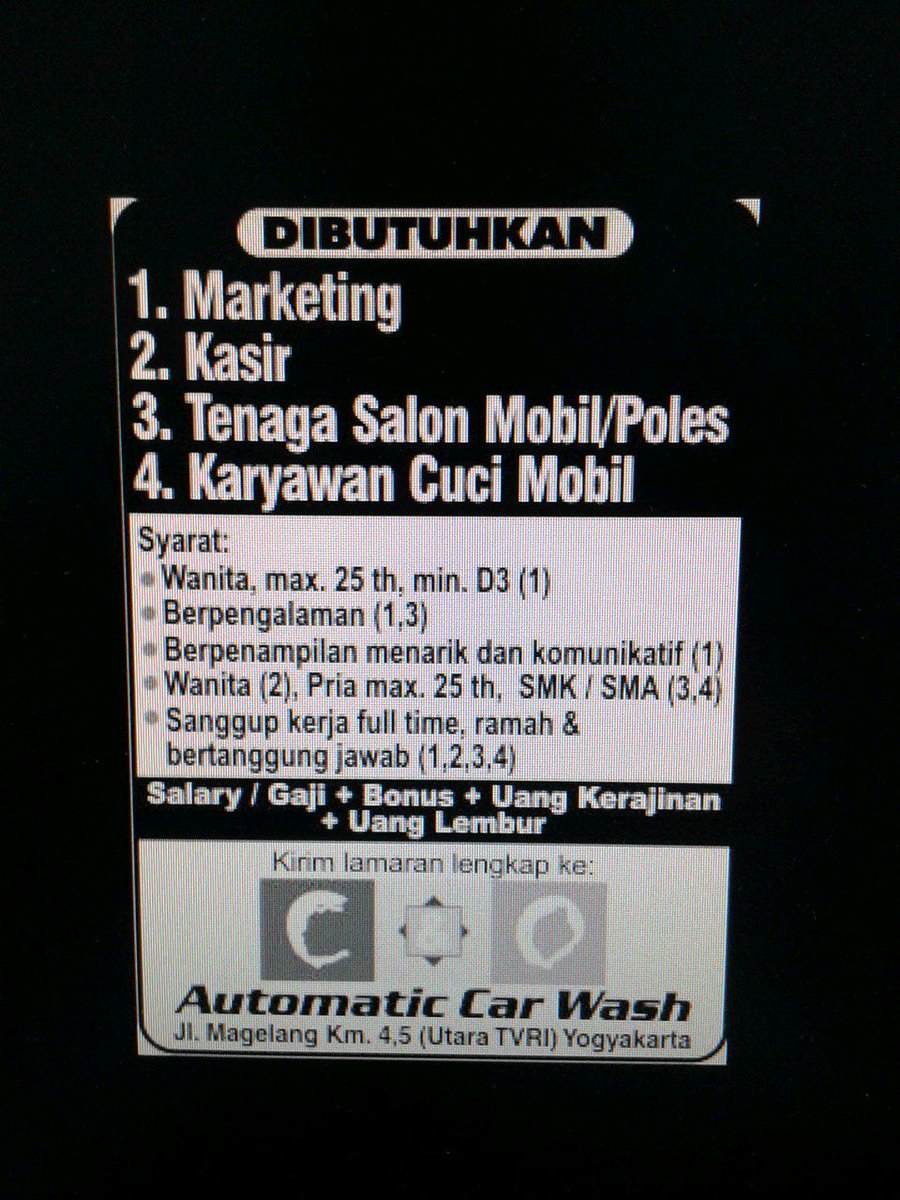 DIBUTUHKAN
1. Marketing
2. Kasir
3. Tenaga Salon Mobil/Poles
4. Karyawan Cuci Mobil
Syarat:
• Wanita, max. 25 th, min. D3 (1)
• Berpengalaman (1,3)
• Berpenampilan menarik dan komunikatif (1)
• Wanita (2), Pria max. 25 th, SMK / SMA (3,4)
• Sanggup kerja full time, ramah &
bertanggung jawab (1,2,3,4)
Salary / Gaji + Bonus + Uang Kerajinan
+ Uang Lembur
Kirim lamaran lengkap ke:
C & O
Automatic Car Wash
Jl. Magelang Km. 4,5 (Utara TVRI) Yogyakarta